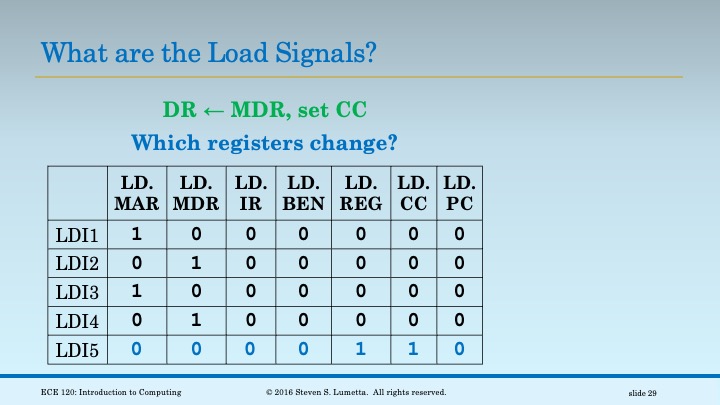 What are the Load Signals?
DR ← MDR, set CC
Which registers change?
LD. LD. LD. LD. LD. LD. LD.
MAR MDR IR BEN REG CC PC
LDI1 1 0 0 0 0 0 0
LDI2 0 1 0 0 0 0 0
LDI3 1 0 0 0 0 0 0
LDI4 0 1 0 0 0 0 0
LDI5 0 0 0 0 1 1 0
ECE 120: Introduction to Computing © 2016 Steven S. Lumetta. All rights reserved. slide 29